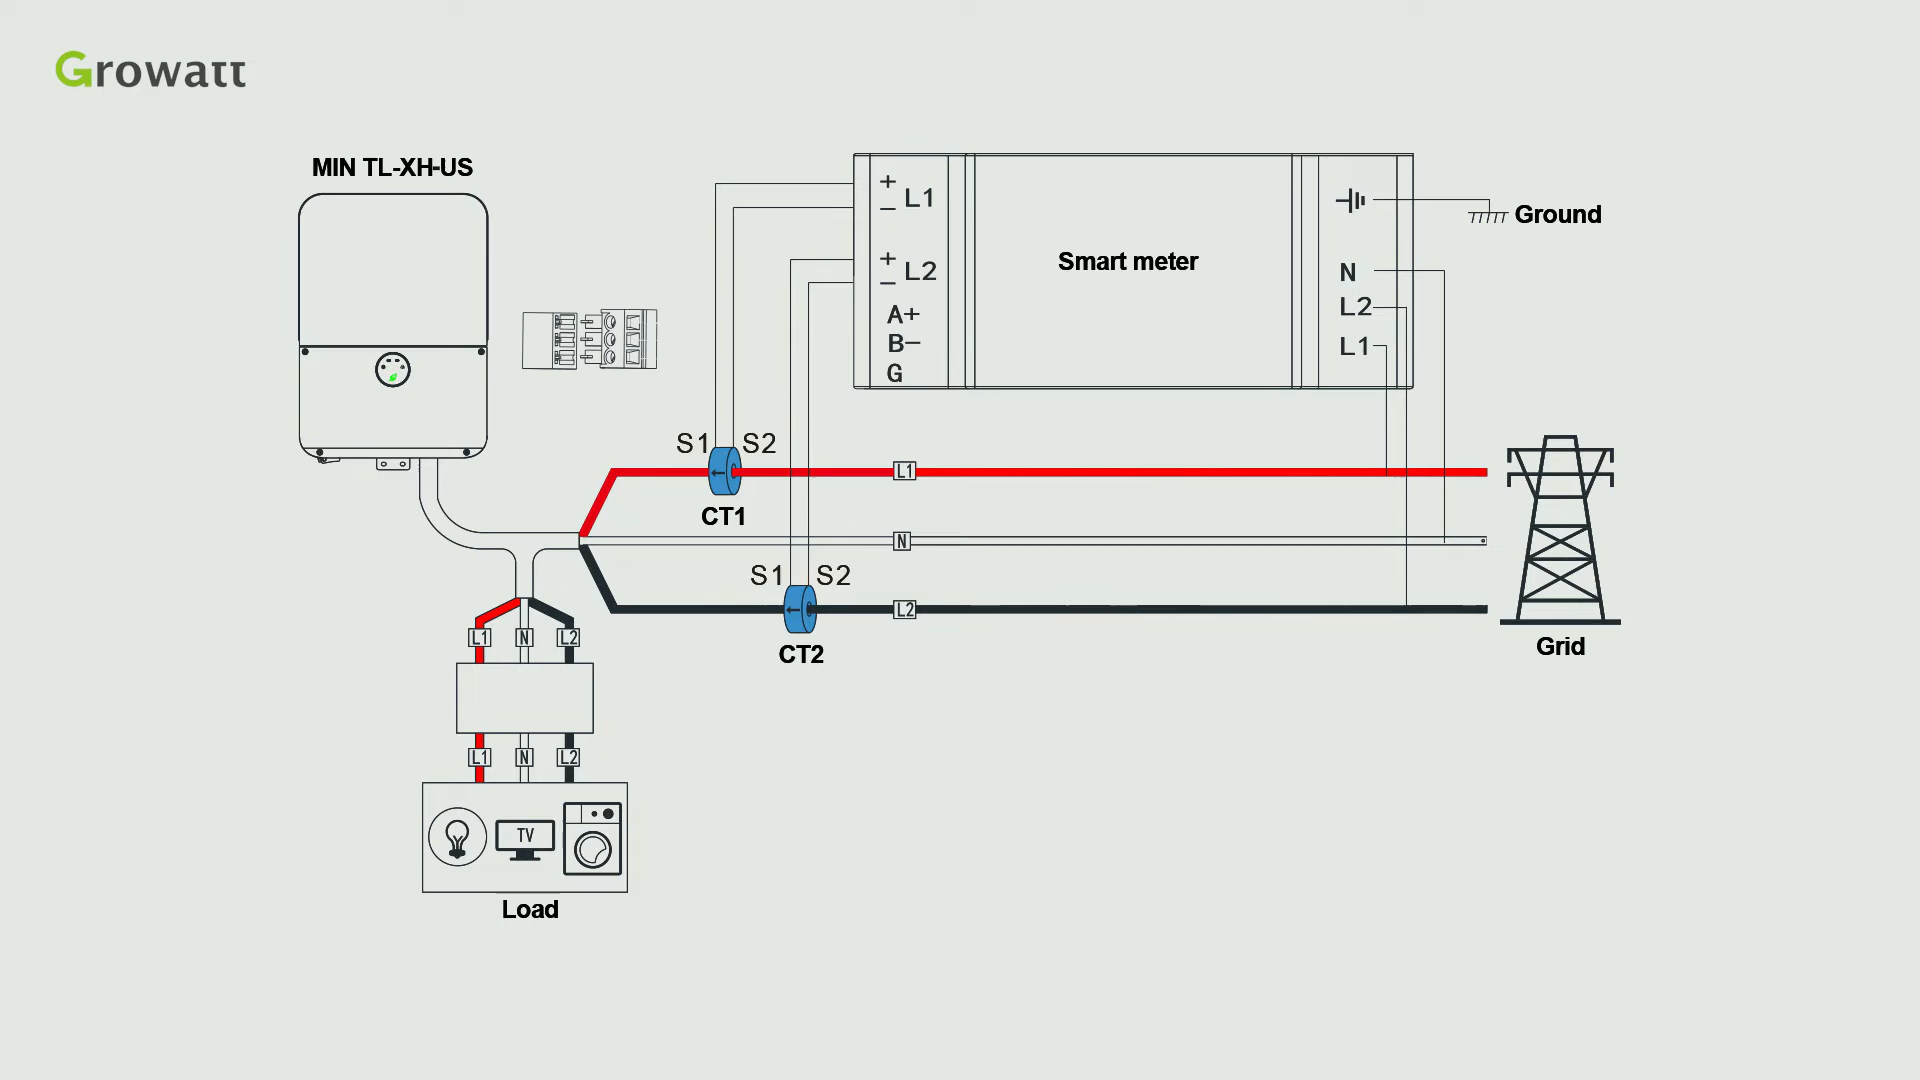 Growatt
MIN TL-XH-US
+
L1
−
+
L2
−
A+
B−
G
Smart meter
Ground
N
L2
L1
S1
S2
CT1
L1
N
S1
S2
CT2
L2
Grid
L1
N
L2
L1
N
L2
TV
Load